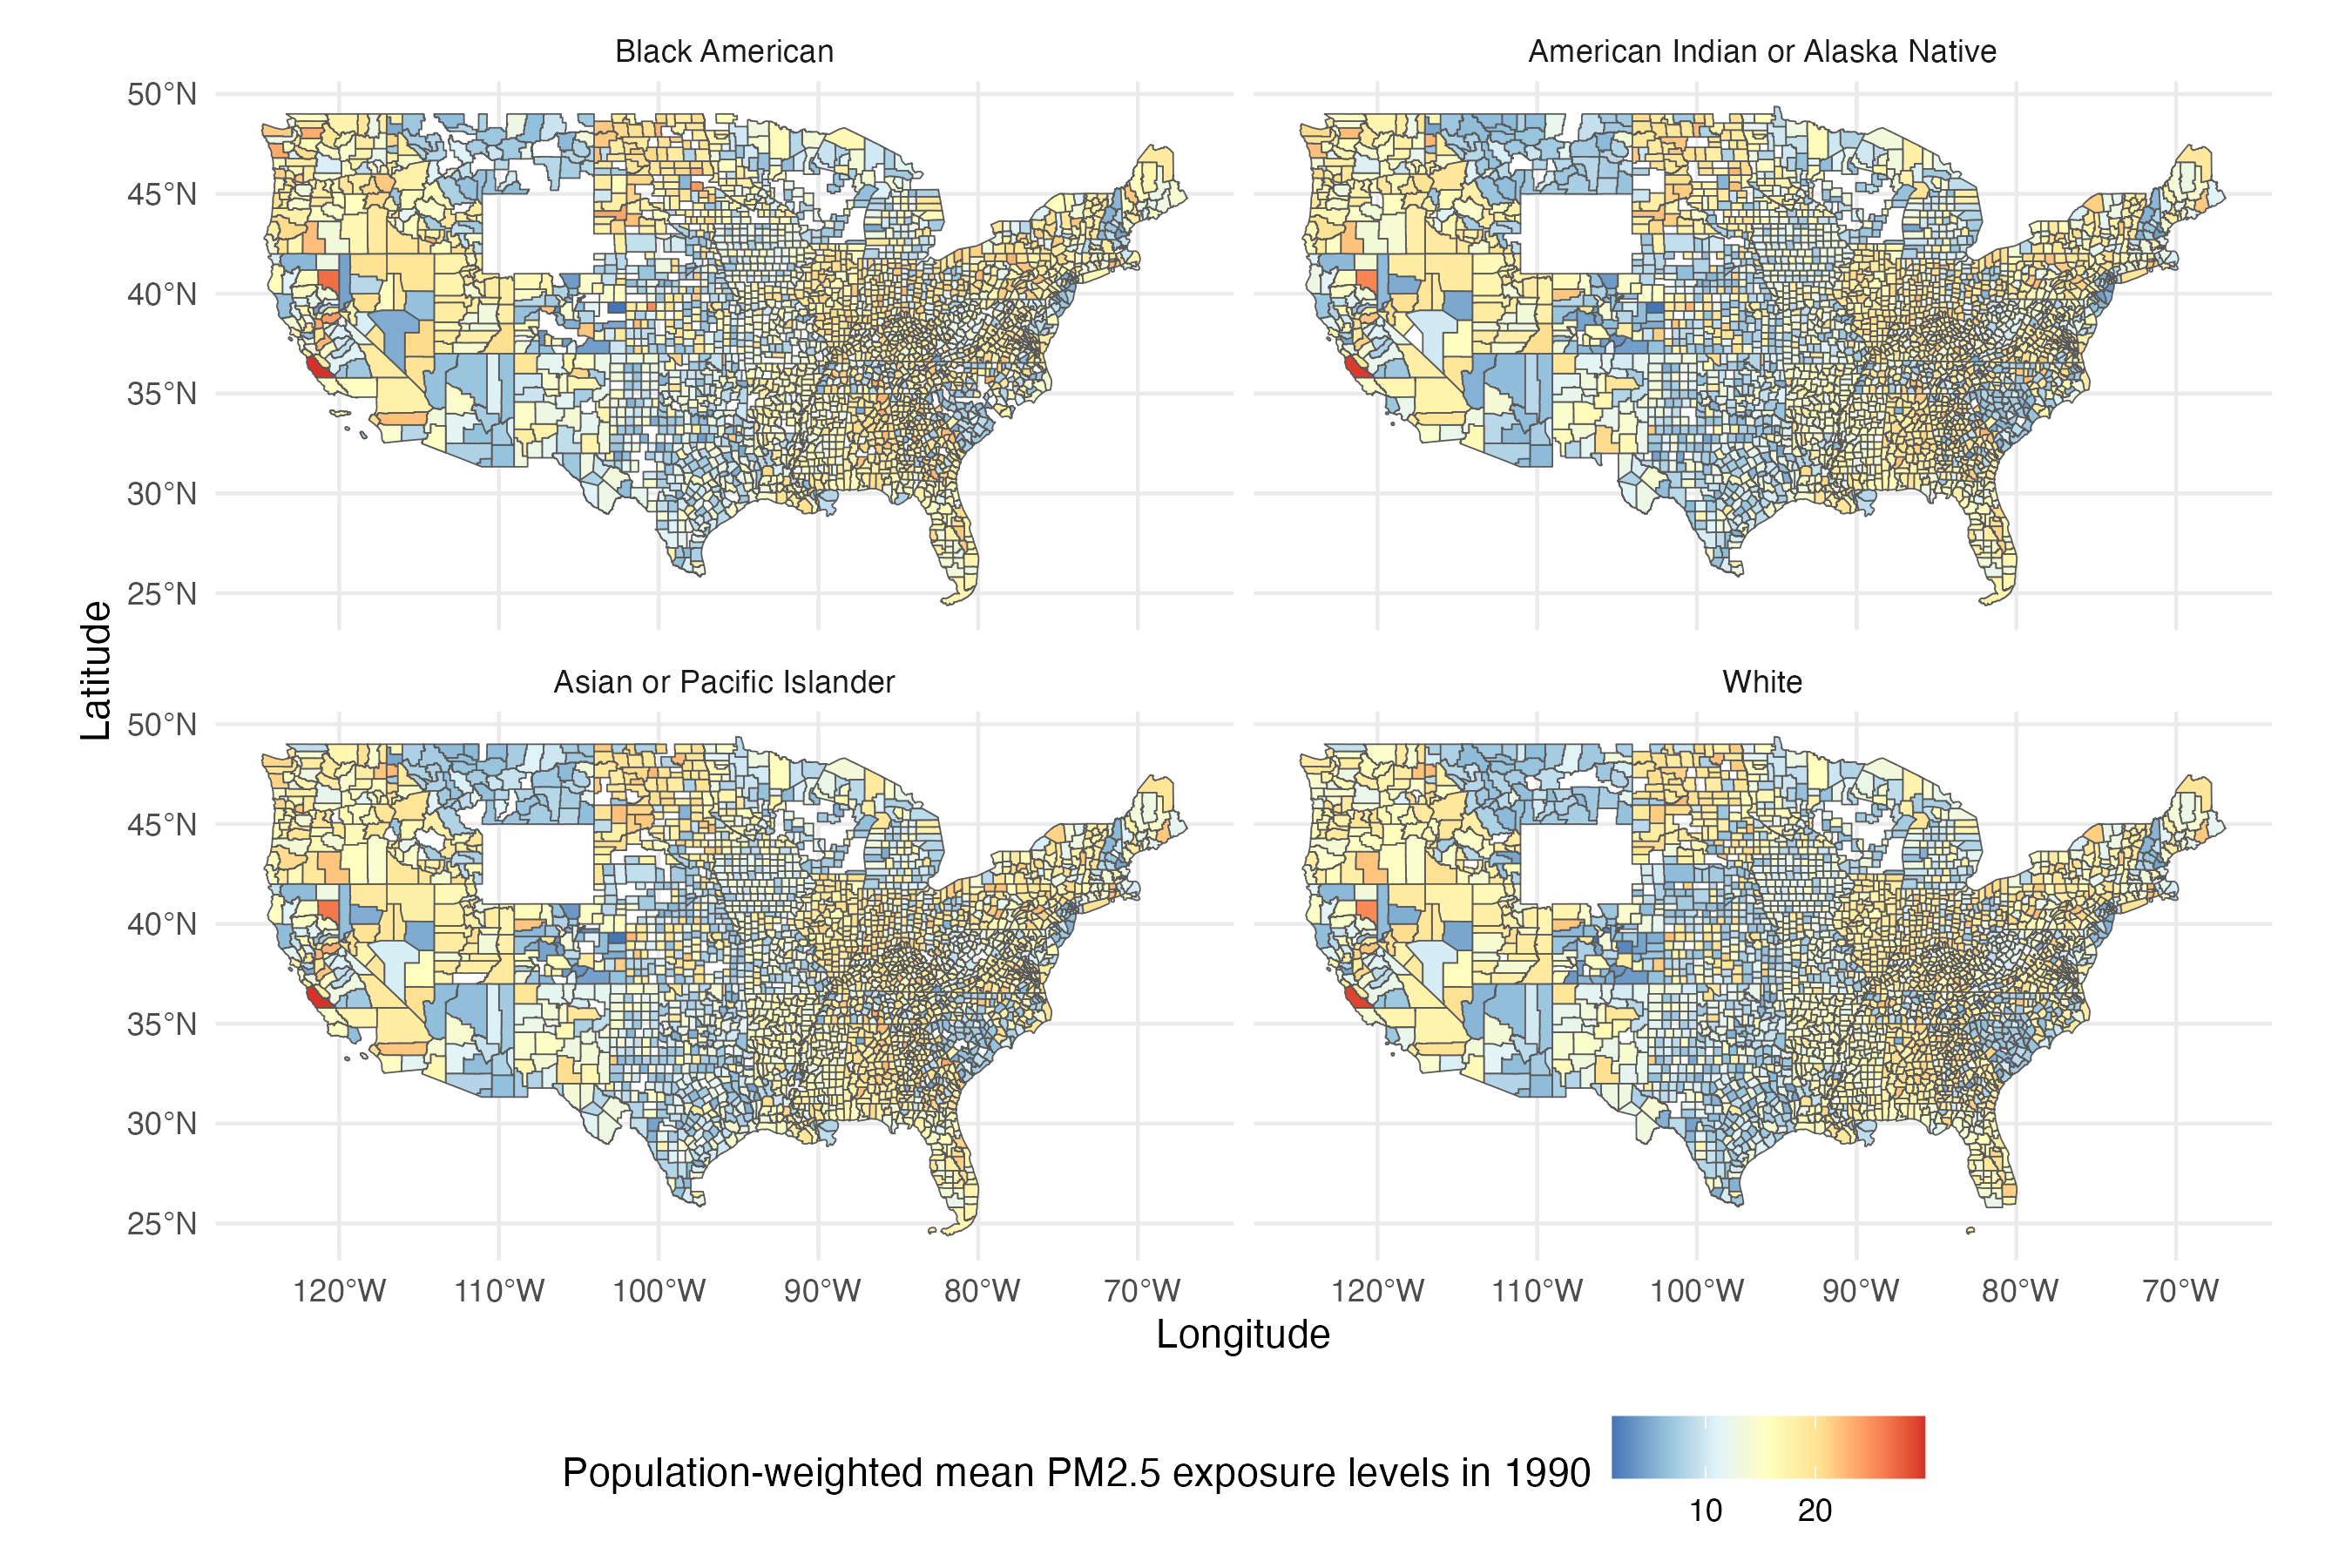 Black American
American Indian or Alaska Native
50°N
45°N
40°N
35°N
30°N
25°N
Latitude
Asian or Pacific Islander
White
50°N
45°N
40°N
35°N
30°N
25°N
120°W 110°W 100°W 90°W 80°W 70°W
120°W 110°W 100°W 90°W 80°W 70°W
Longitude
Population-weighted mean PM2.5 exposure levels in 1990
10 20